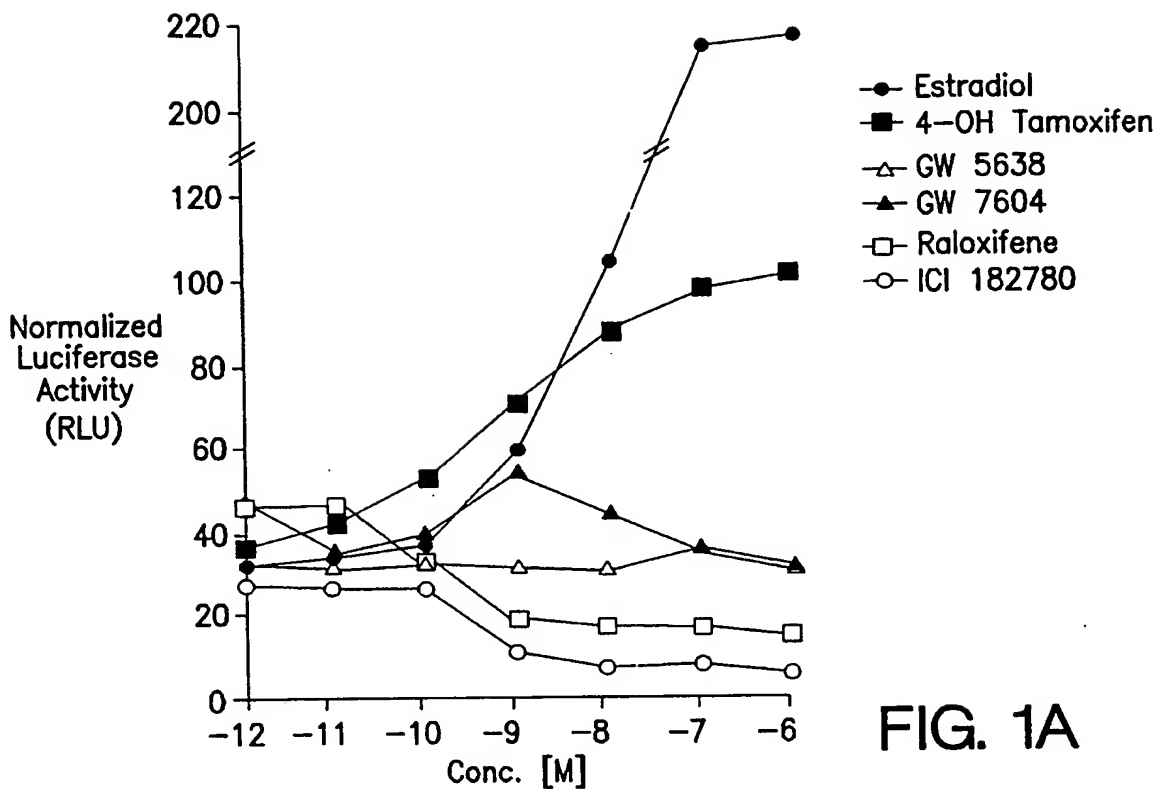 220
200
120
100
80
60
40
20
0
Normalized
Luciferase
Activity
(RLU)
-12 -11 -10 -9 -8 -7 -6
Conc. [M]
Estradiol
4-OH Tamoxifen
GW 5638
GW 7604
Raloxifene
ICI 182780
FIG. 1A